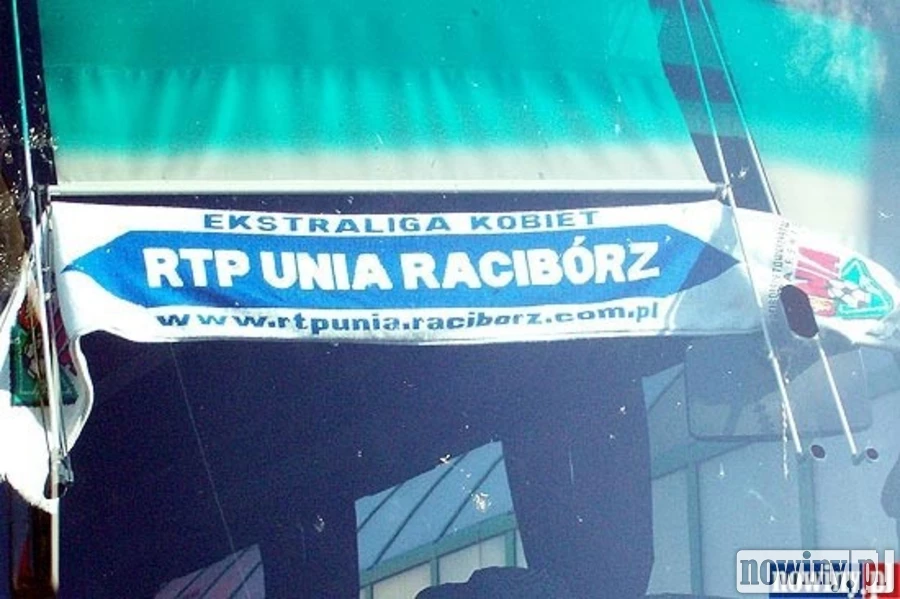 EKSTRALIGA KOBIET
RTP UNIA RACIBÓRZ
www.rtpunia.raciborz.com.pl
nowiny.pl